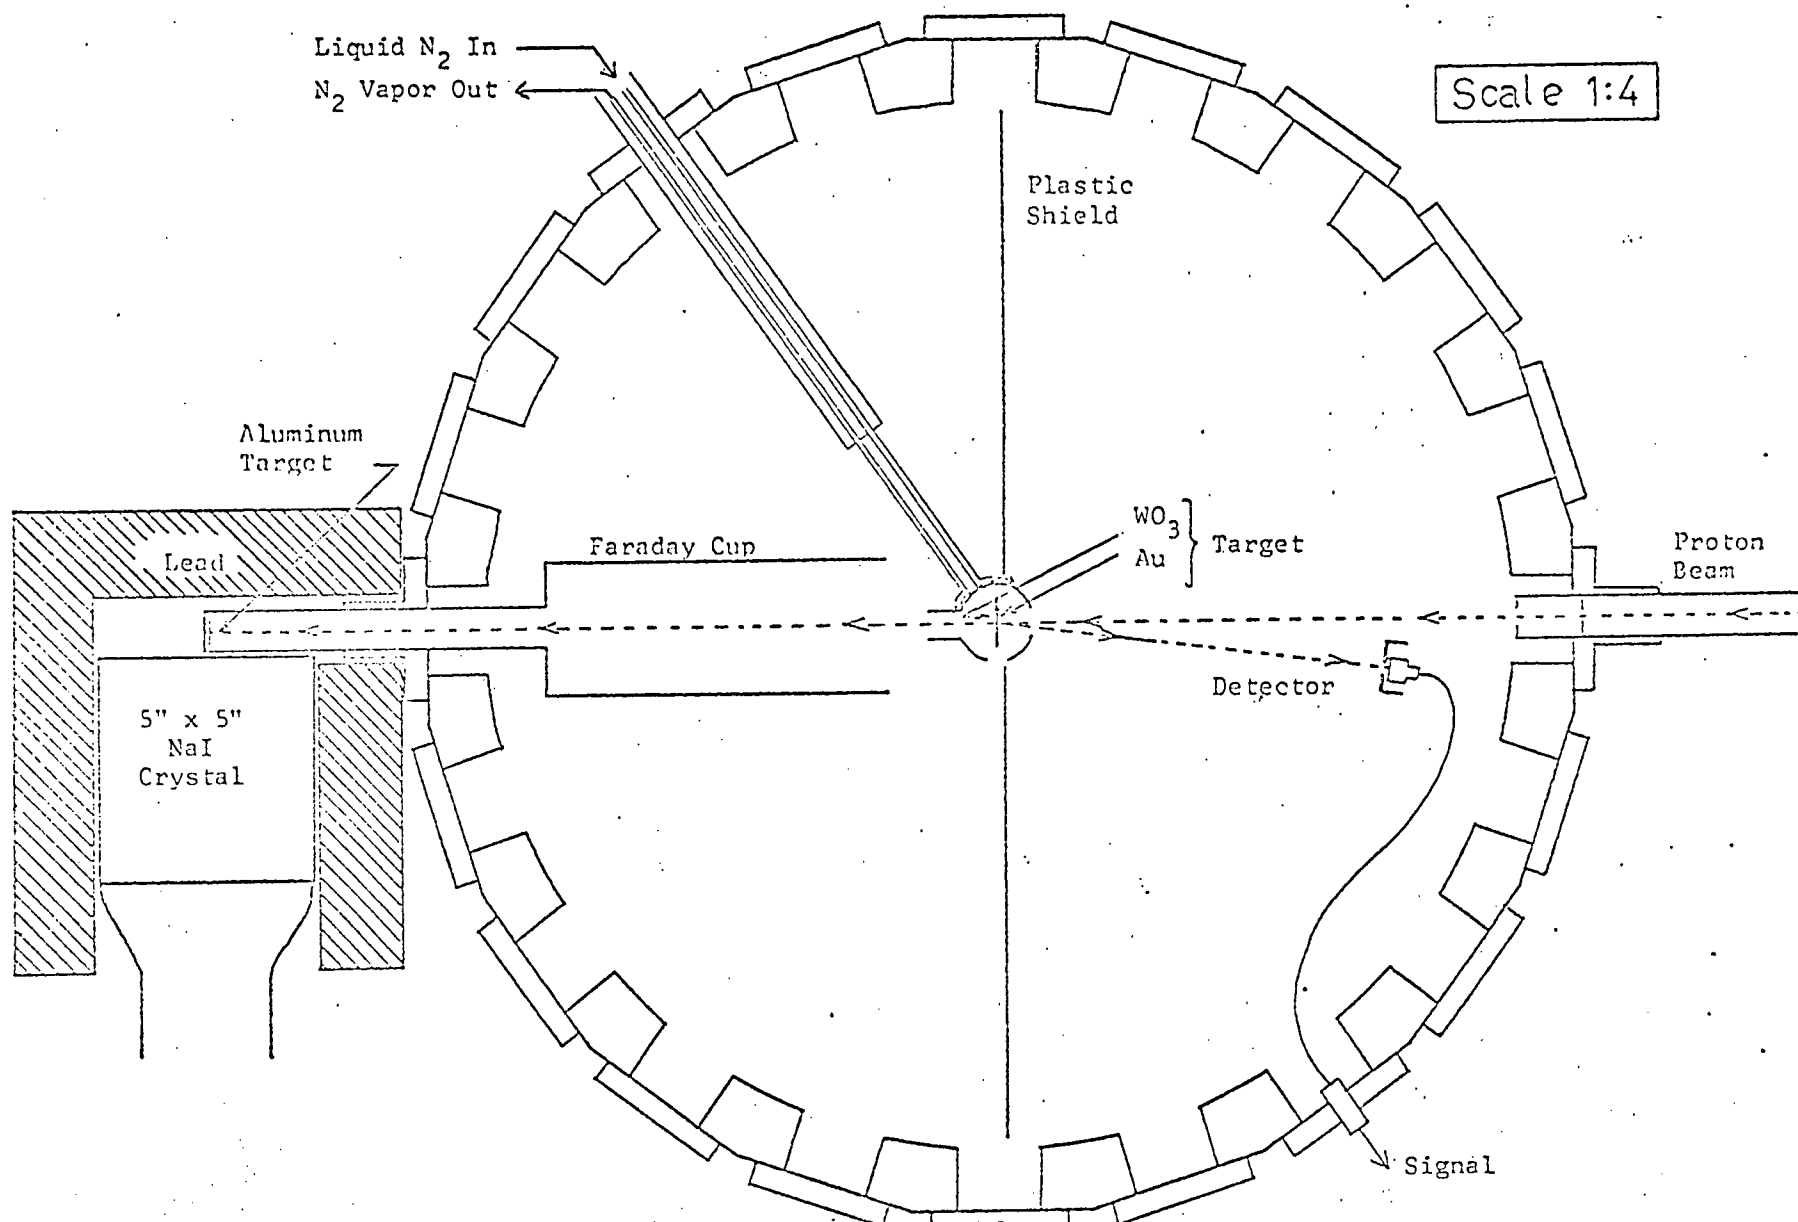 Liquid N2 In
N2 Vapor Out
Scale 1:4
Plastic
Shield
Aluminum
Target
WO3
Au
Target
Proton
Beam
Faraday Cup
Lead
Detector
5" x 5"
NaI
Crystal
Signal